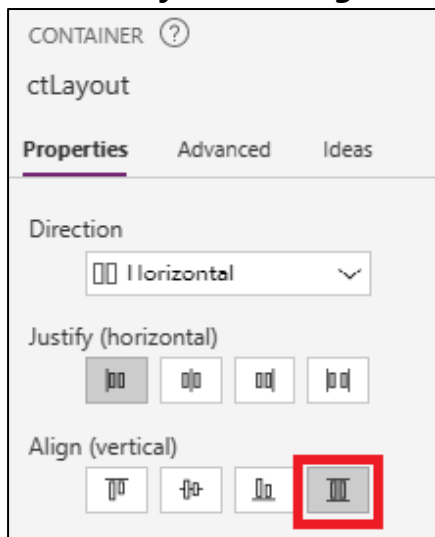 CONTAINER ?
ctLayout
Properties Advanced Ideas
Direction
Horizontal
Justify (horizontal)
Align (vertical)